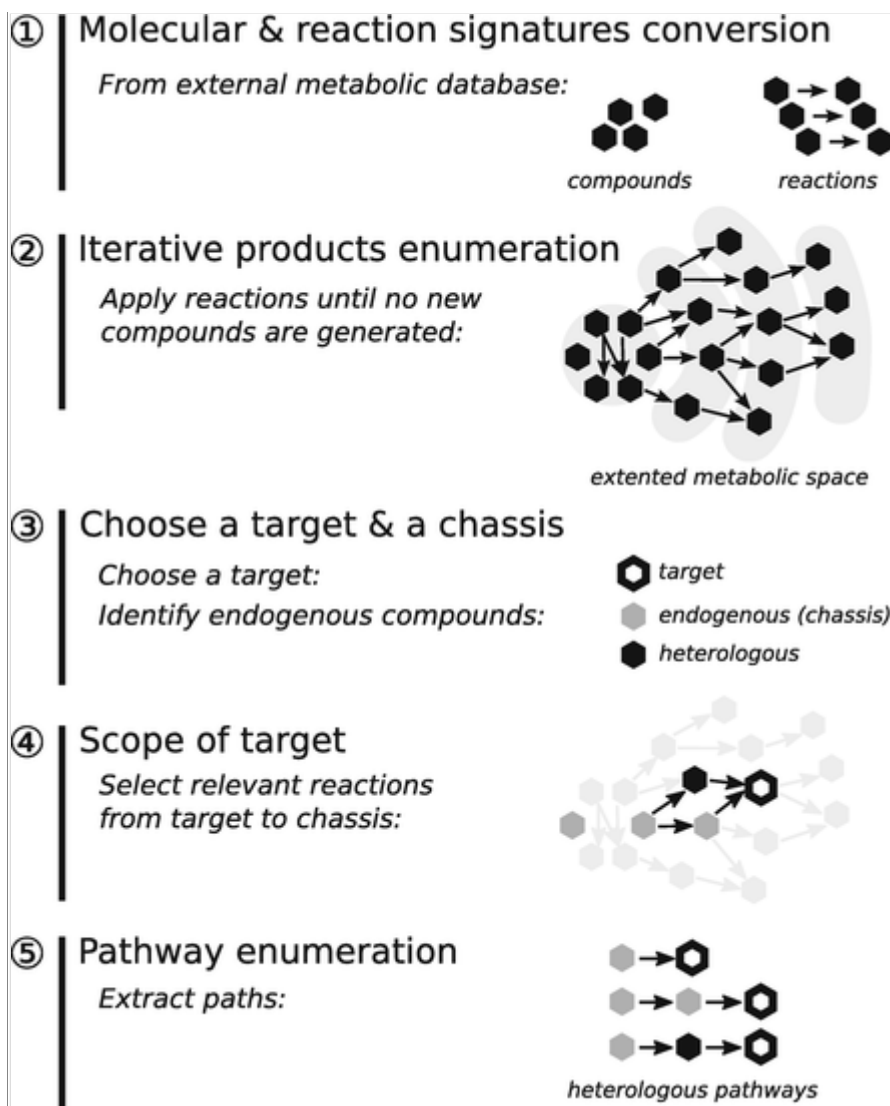 ① Molecular & reaction signatures conversion
From external metabolic database:
compounds
reactions
② Iterative products enumeration
Apply reactions until no new
compounds are generated:
extented metabolic space
③ Choose a target & a chassis
Choose a target:
target
Identify endogenous compounds:
endogenous (chassis)
heterologous
④ Scope of target
Select relevant reactions
from target to chassis:
⑤ Pathway enumeration
Extract paths:
heterologous pathways